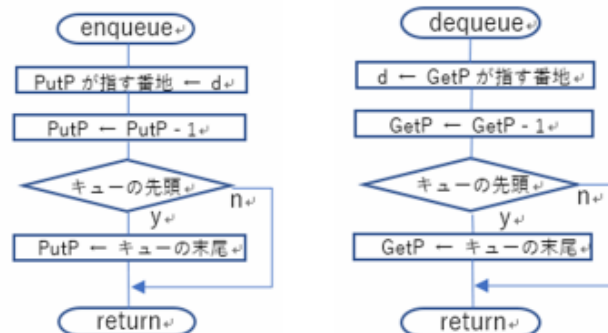 enqueue
PutP が指す番地 ← d
PutP ← PutP - 1
キューの先頭
n
y
PutP ← キューの末尾
return
dequeue
d ← GetP が指す番地
GetP ← GetP - 1
キューの先頭
n
y
GetP ← キューの末尾
return